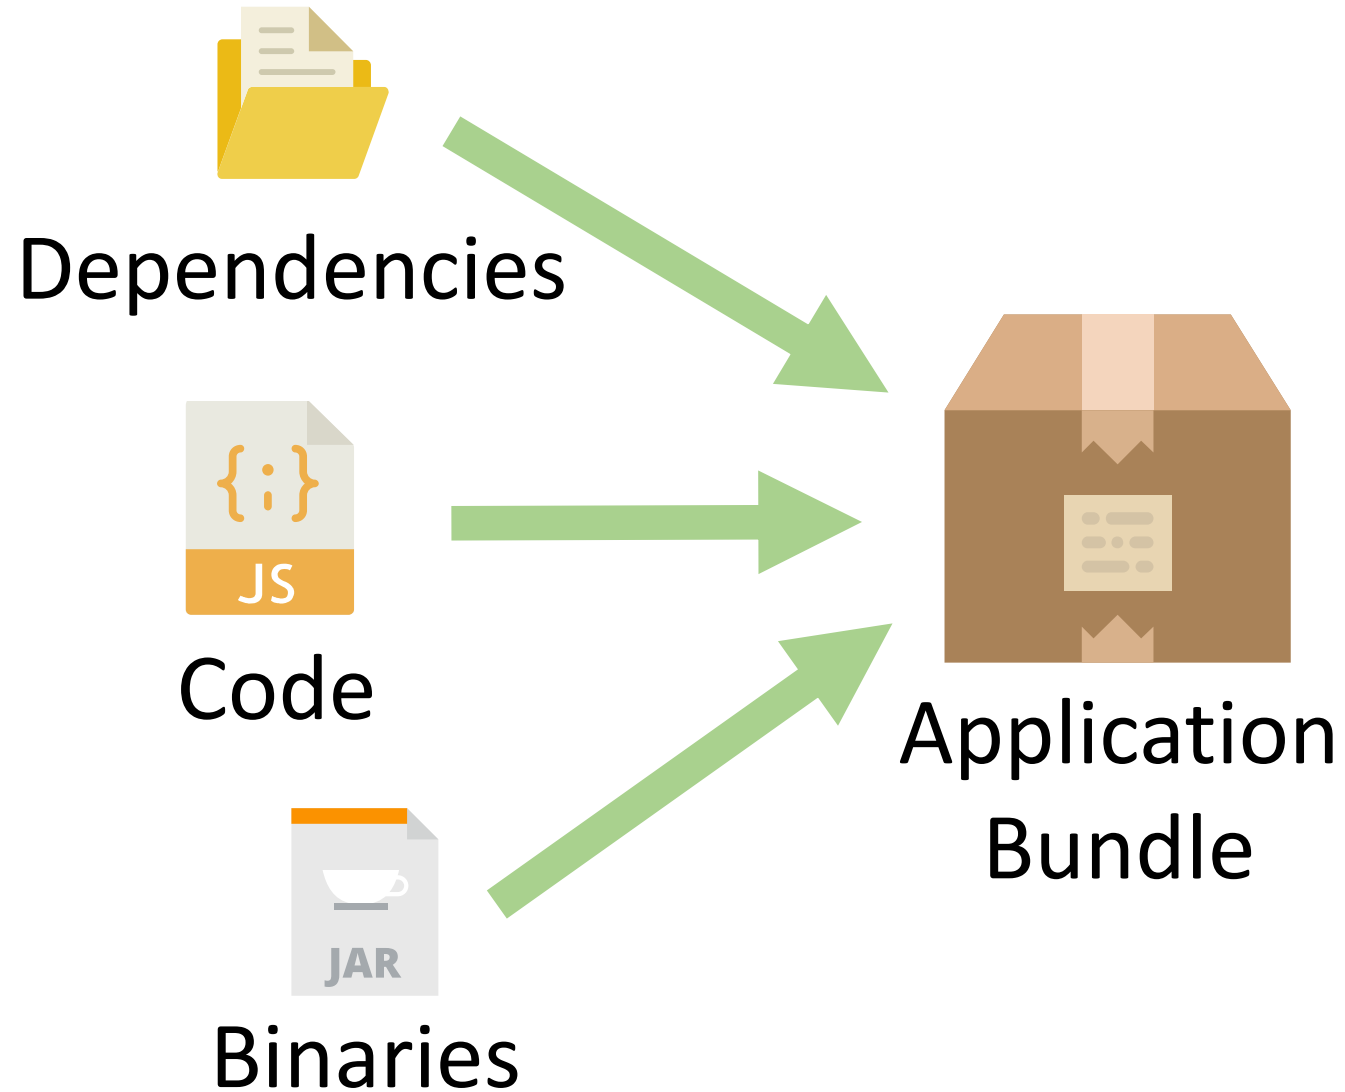 Dependencies
{;}
JS
Code
JAR
Binaries
Application
Bundle